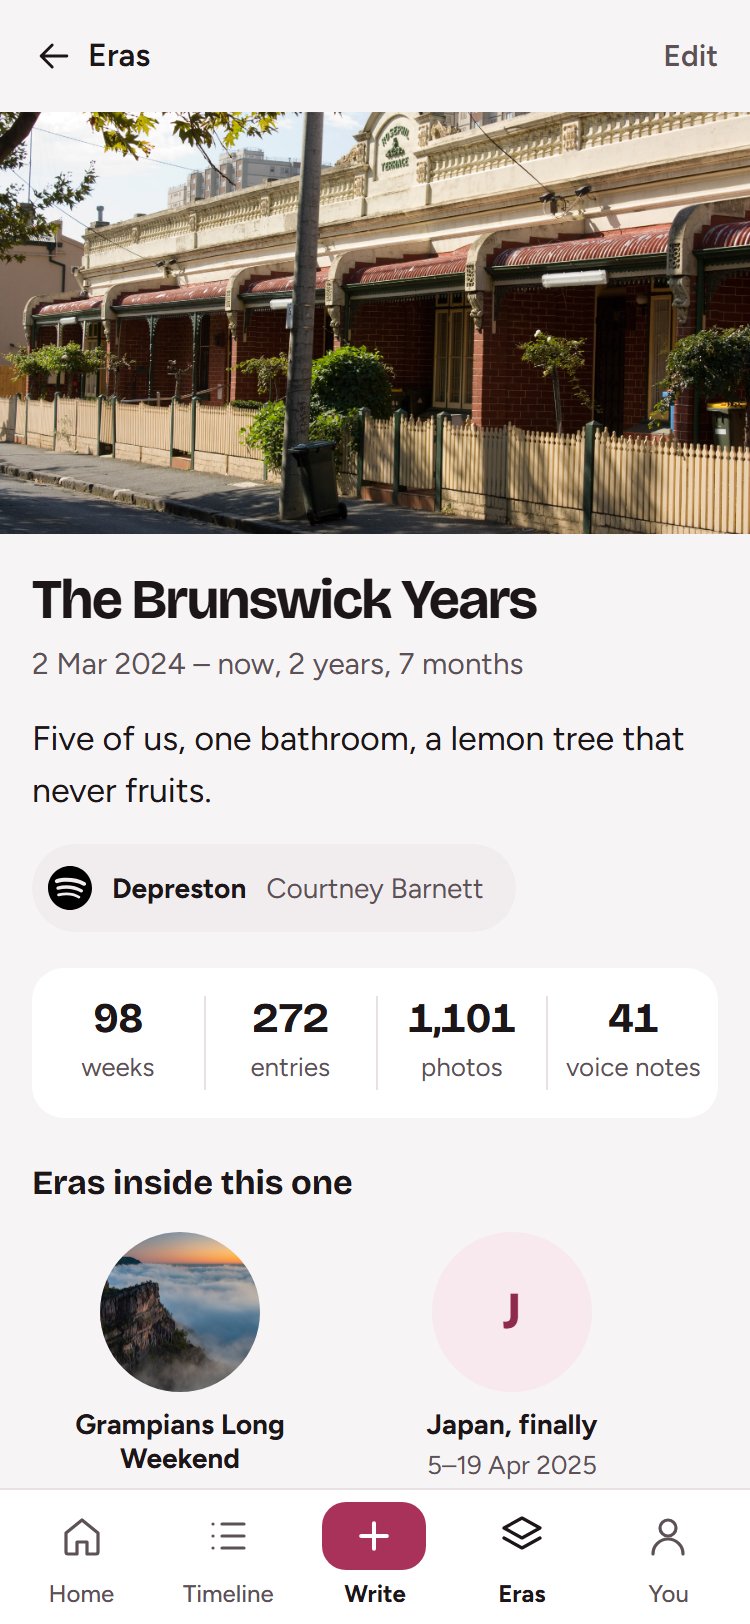 Eras
Edit
TERRACE
The Brunswick Years
2 Mar 2024 – now, 2 years, 7 months
Five of us, one bathroom, a lemon tree that
never fruits.
Depreston Courtney Barnett
98
weeks
272
entries
1,101
photos
41
voice notes
Eras inside this one
J
Grampians Long
Weekend
Japan, finally
5–19 Apr 2025
Home
Timeline
Write
Eras
You